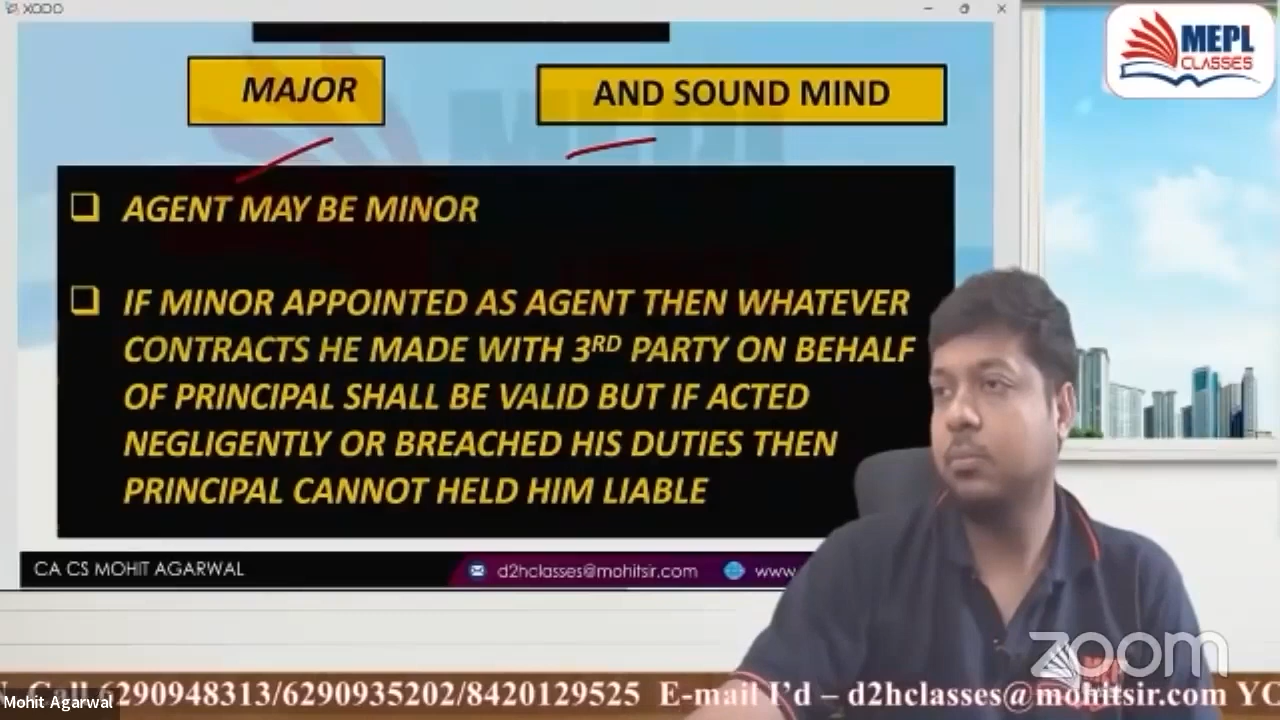 XODO
MEPL
CLASSES
MAJOR
AND SOUND MIND
❑ AGENT MAY BE MINOR
❑ IF MINOR APPOINTED AS AGENT THEN WHATEVER
CONTRACTS HE MADE WITH 3RD PARTY ON BEHALF
OF PRINCIPAL SHALL BE VALID BUT IF ACTED
NEGLIGENTLY OR BREACHED HIS DUTIES THEN
PRINCIPAL CANNOT HELD HIM LIABLE
CA CS MOHIT AGARWAL
d2hclasses@mohitsir.com
www.
zoom
Call 6290948313/6290935202/8420129525 E-mail I'd – d2hclasses@mohitsir.com
Mohit Agarwal